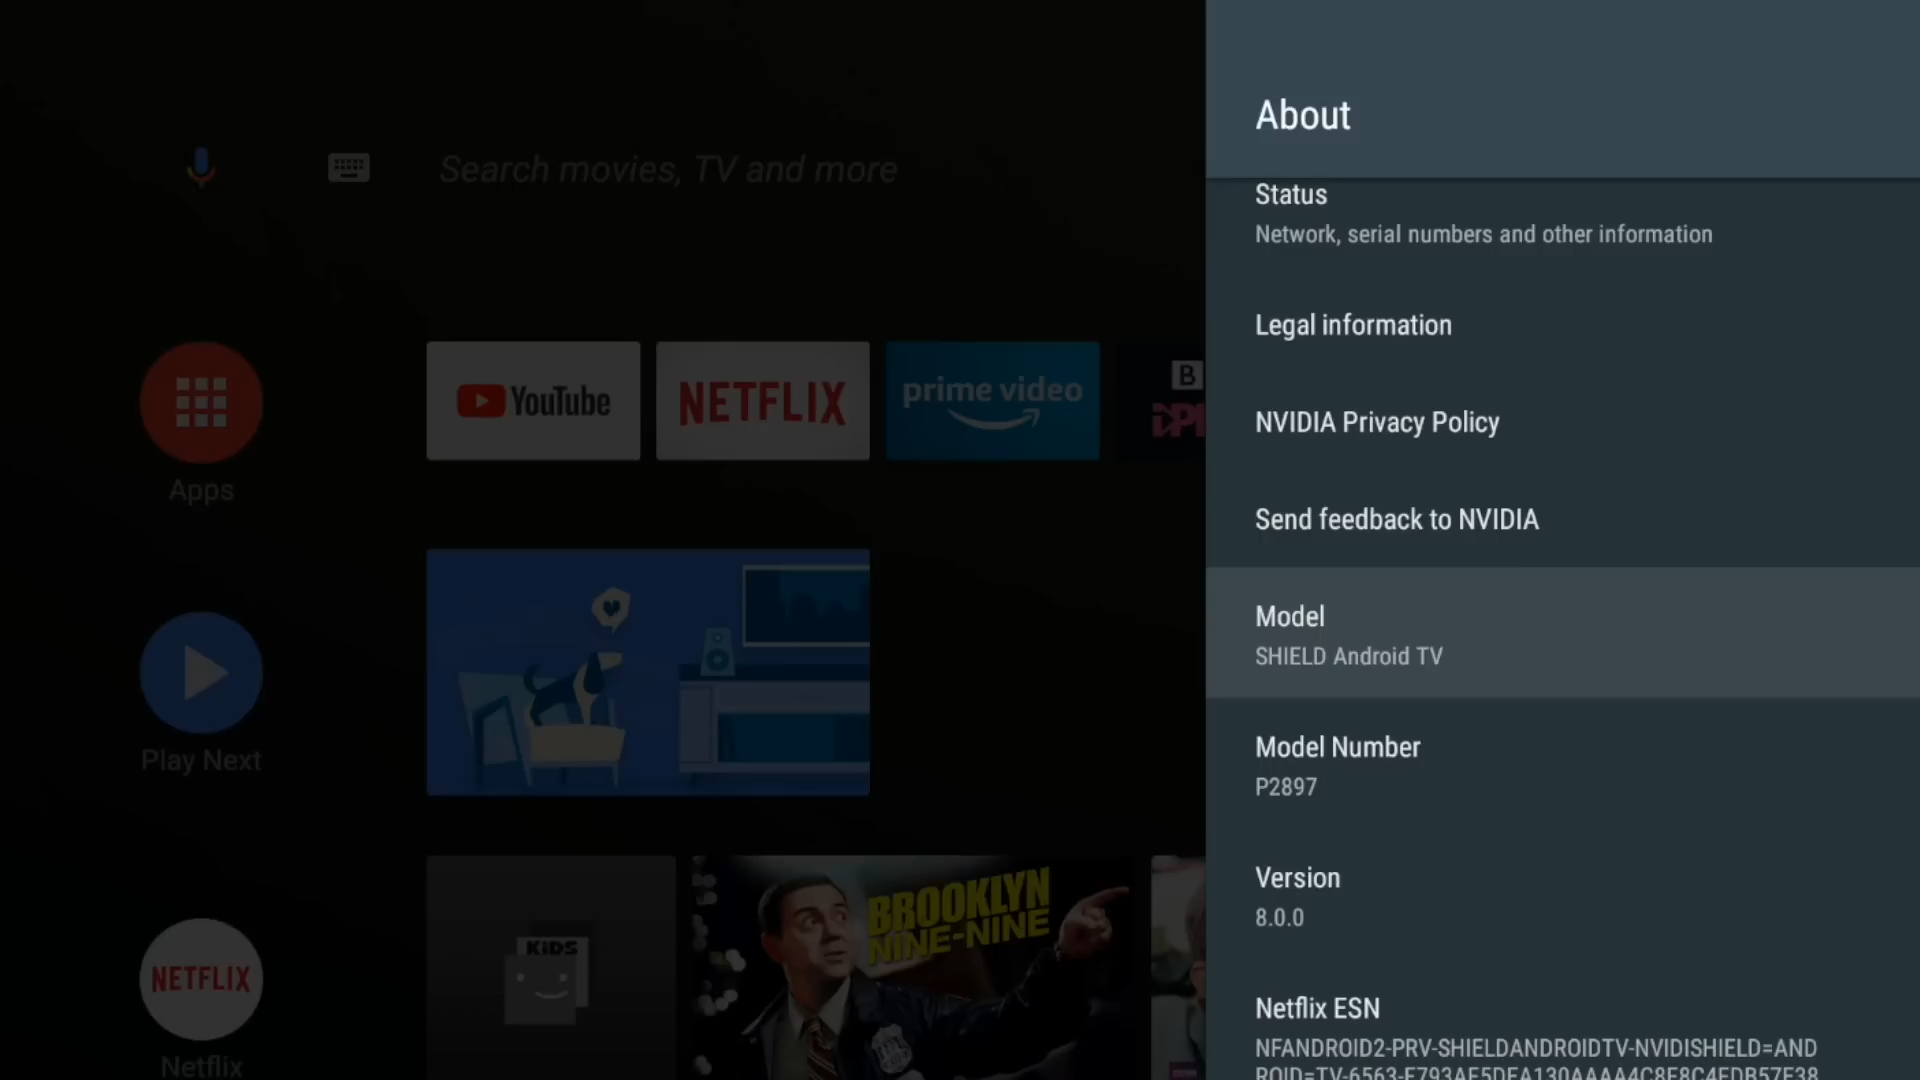 About
Search movies, TV and more
Status
Network, serial numbers and other information
Legal information
YouTube
NETFLIX
prime video
B
NVIDIA Privacy Policy
Apps
Send feedback to NVIDIA
Model
SHIELD Android TV
Model Number
P2897
Play Next
Version
8.0.0
BROOKLYN
NINE-NINE
KiDS
NETFLIX
Netflix
Netflix ESN
NFANDROID2-PRV-SHIELDANDROIDTV-NVIDISHIELD=AND